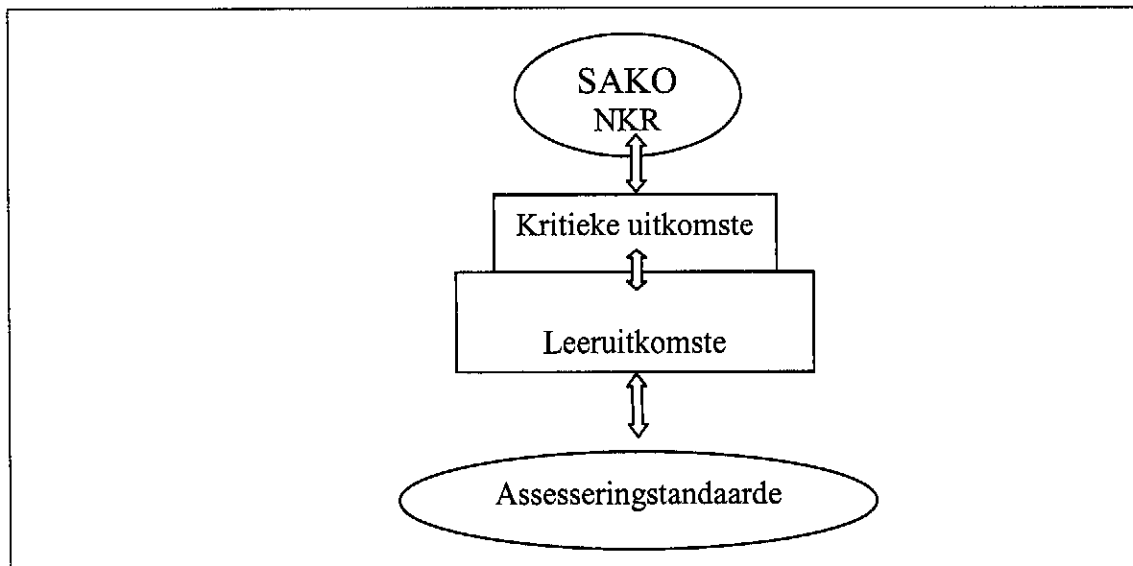 SAKO
NKR
Kritieke uitkomste
Leeruitkomste
Assesseringstandaarde